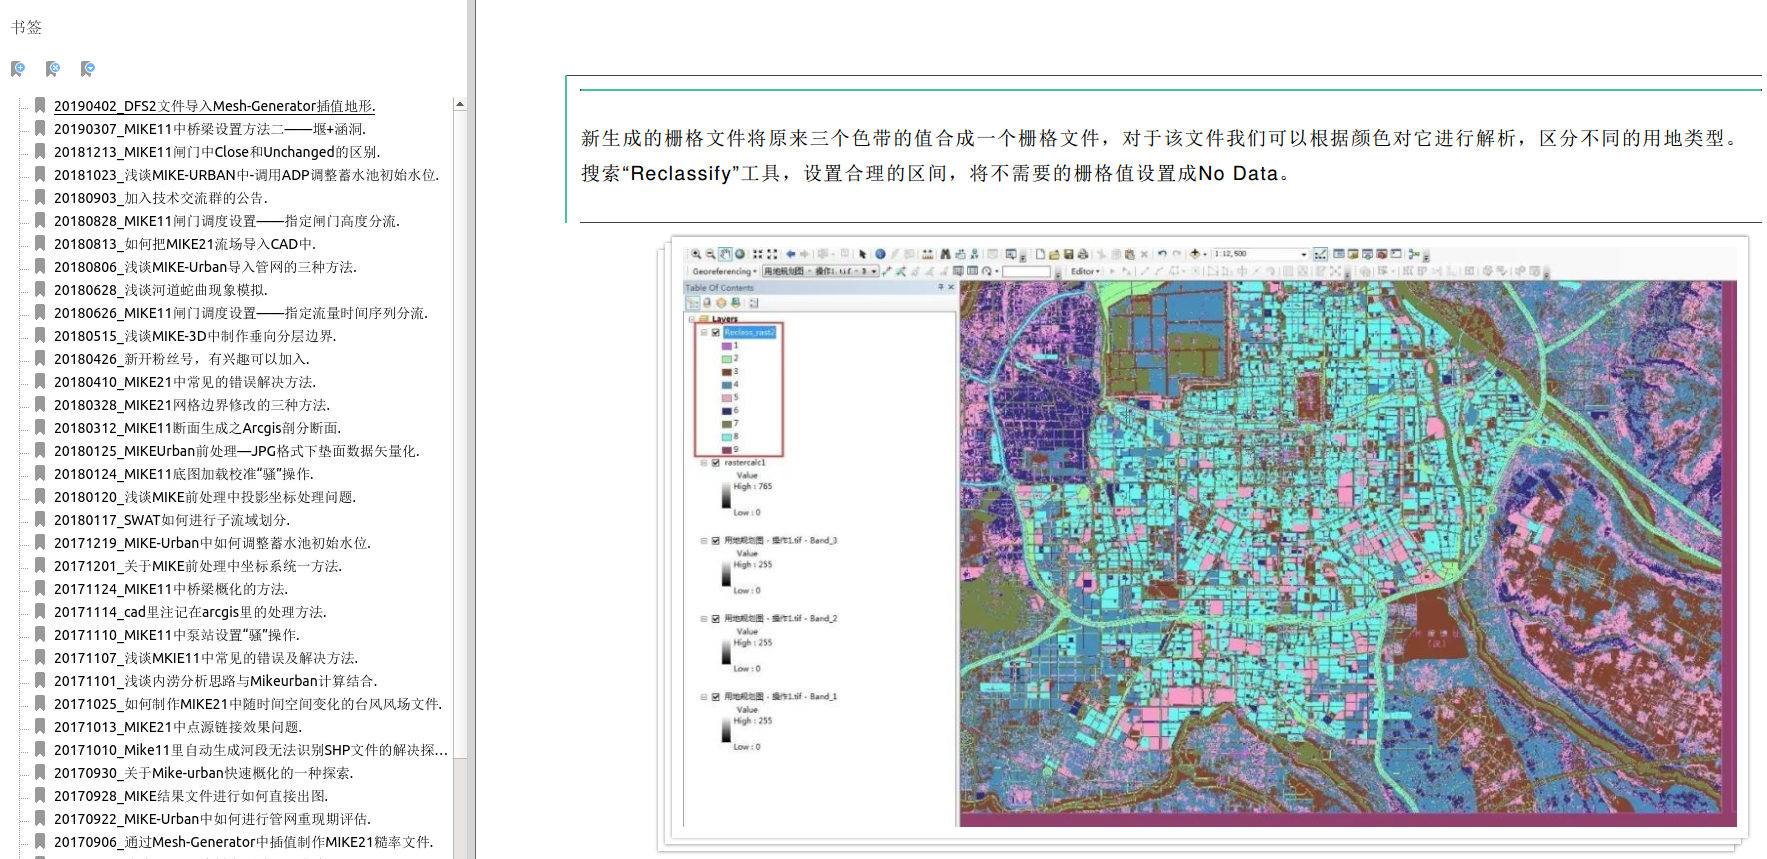 书签
20190402_DFS2文件导入Mesh-Generator插值地形.
20190307_MIKE11中桥梁设置方法二——堰+涵洞.
20181213_MIKE11闸门中Close和Unchanged的区别.
20181023_浅谈MIKE-URBAN中-调用ADP调整蓄水池初始水位.
20180903_加入技术交流群的公告.
20180828_MIKE11闸门调度设置——指定闸门高度分流.
20180813_如何把MIKE21流场导入CAD中.
20180806_浅谈MIKE-Urban导入管网的三种方法.
20180628_浅谈河道蛇曲现象模拟.
20180626_MIKE11闸门调度设置——指定流量时间序列分流.
20180515_浅谈MIKE-3D中制作垂向分层边界.
20180426_新开粉丝号，有兴趣可以加入.
20180410_MIKE21中常见的错误解决方法.
20180328_MIKE21网格边界修改的三种方法.
20180312_MIKE11断面生成之Arcgis剖分断面.
20180125_MIKEUrban前处理—JPG格式下垫面数据矢量化.
20180124_MIKE11底图加载校准“骚”操作.
20180120_浅谈MIKE前处理中投影坐标处理问题.
20180117_SWAT如何进行子流域划分.
20171219_MIKE-Urban中如何调整蓄水池初始水位.
20171201_关于MIKE前处理中坐标系统一方法.
20171124_MIKE11中桥梁概化的方法.
20171114_cad里注记在arcgis里的处理方法.
20171110_MIKE11中泵站设置“骚”操作.
20171107_浅谈MKIE11中常见的错误及解决方法.
20171101_浅谈内涝分析思路与Mikeurban计算结合.
20171025_如何制作MIKE21中随时间空间变化的台风风场文件.
20171013_MIKE21中点源链接效果问题.
20171010_Mike11里自动生成河段无法识别SHP文件的解决探...
20170930_关于Mike-urban快速概化的一种探索.
20170928_MIKE结果文件进行如何直接出图.
20170922_MIKE-Urban中如何进行管网重现期评估.
20170906_通过Mesh-Generator中插值制作MIKE21糙率文件.
新生成的栅格文件将原来三个色带的值合成一个栅格文件，对于该文件我们可以根据颜色对它进行解析，区分不同的用地类型。
搜索“Reclassify”工具，设置合理的区间，将不需要的栅格值设置成No Data。
1:12,500
Georeferencing 用地规划图 - 操作1.tif - 3 Editor
Table Of Contents
Layers
Reclass_rast2
1
2
3
4
5
6
7
8
9
rastercalc1
Value
High : 765
Low : 0
用地规划图 - 操作1.tif - Band_3
Value
High : 255
Low : 0
用地规划图 - 操作1.tif - Band_2
Value
High : 255
Low : 0
用地规划图 - 操作1.tif - Band_1
Value
High : 255
Low : 0